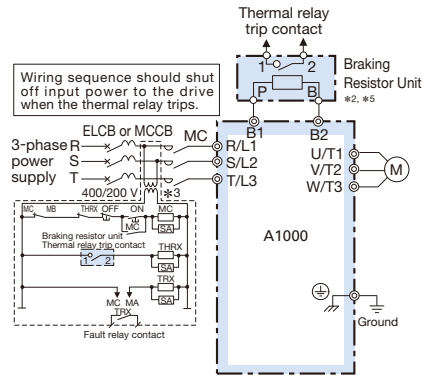 Thermal relay
trip contact
1 2
Braking
Resistor Unit
*2, *5
P B
Wiring sequence should shut
off input power to the drive
when the thermal relay trips.
ELCB or MCCB MC
B1 B2
3-phase R R/L1
power S S/L2
supply T T/L3
400/200 V *3
U/T1
V/T2
W/T3
M
A1000
MC MB THRX OFF ON MC
MC
SA
Braking resistor unit
Thermal relay trip contact
1 2
THRX
SA
TRX
SA
MC MA
TRX
Fault relay contact
Ground